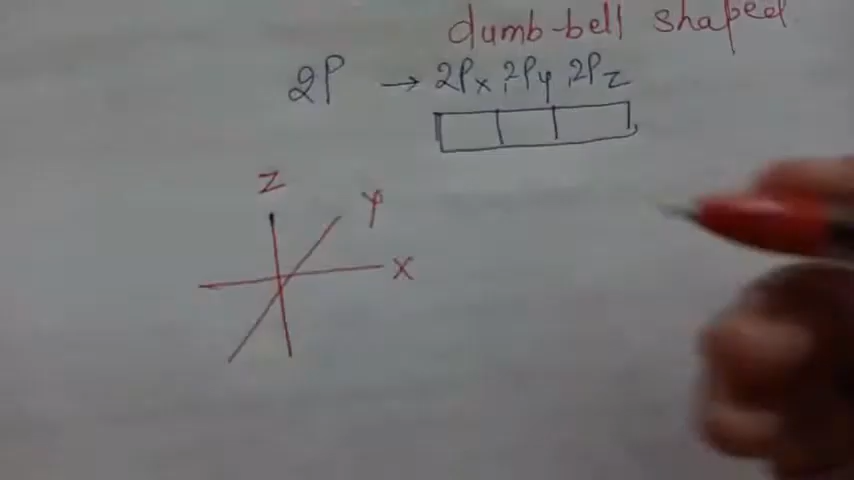 dumb-bell shaped
2P → 2Px, 2Py, 2Pz
Z
Y
X